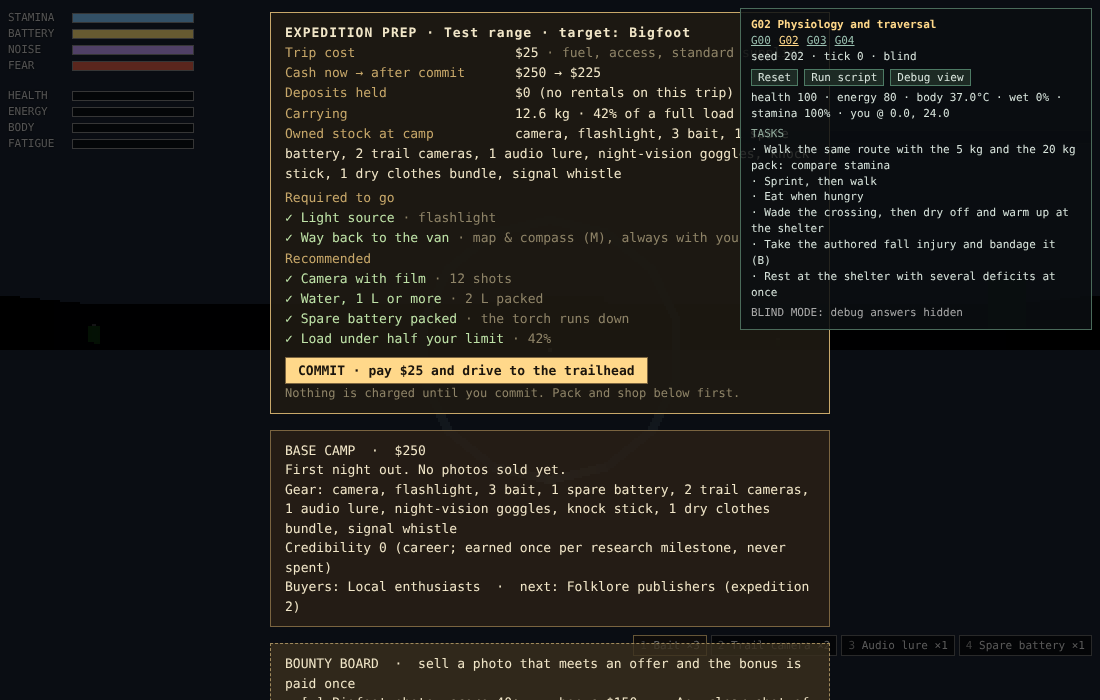 STAMINA
BATTERY
NOISE
FEAR
HEALTH
ENERGY
BODY
FATIGUE
EXPEDITION PREP · Test range · target: Bigfoot
Trip cost $25 · fuel, access, standard
Cash now → after commit $250 → $225
Deposits held $0 (no rentals on this trip)
Carrying 12.6 kg · 42% of a full load
Owned stock at camp camera, flashlight, 3 bait, 1 spare
battery, 2 trail cameras, 1 audio lure, night-vision goggles, knock
stick, 1 dry clothes bundle, signal whistle
Required to go
✓ Light source · flashlight
✓ Way back to the van · map & compass (M), always with you
Recommended
✓ Camera with film · 12 shots
✓ Water, 1 L or more · 2 L packed
✓ Spare battery packed · the torch runs down
✓ Load under half your limit · 42%
COMMIT · pay $25 and drive to the trailhead
Nothing is charged until you commit. Pack and shop below first.
G02 Physiology and traversal
G00 G02 G03 G04
seed 202 · tick 0 · blind
Reset Run script Debug view
health 100 · energy 80 · body 37.0°C · wet 0% ·
stamina 100% · you @ 0.0, 24.0
TASKS
· Walk the same route with the 5 kg and the 20 kg
pack: compare stamina
· Sprint, then walk
· Eat when hungry
· Wade the crossing, then dry off and warm up at
the shelter
· Take the authored fall injury and bandage it
(B)
· Rest at the shelter with several deficits at
once
BLIND MODE: debug answers hidden
BASE CAMP · $250
First night out. No photos sold yet.
Gear: camera, flashlight, 3 bait, 1 spare battery, 2 trail cameras,
1 audio lure, night-vision goggles, knock stick, 1 dry clothes
bundle, signal whistle
Credibility 0 (career; earned once per research milestone, never
spent)
Buyers: Local enthusiasts · next: Folklore publishers (expedition
2)
1 Bait ×3 2 Trail camera ×2 3 Audio lure ×1 4 Spare battery ×1
BOUNTY BOARD · sell a photo that meets an offer and the bonus is
paid once